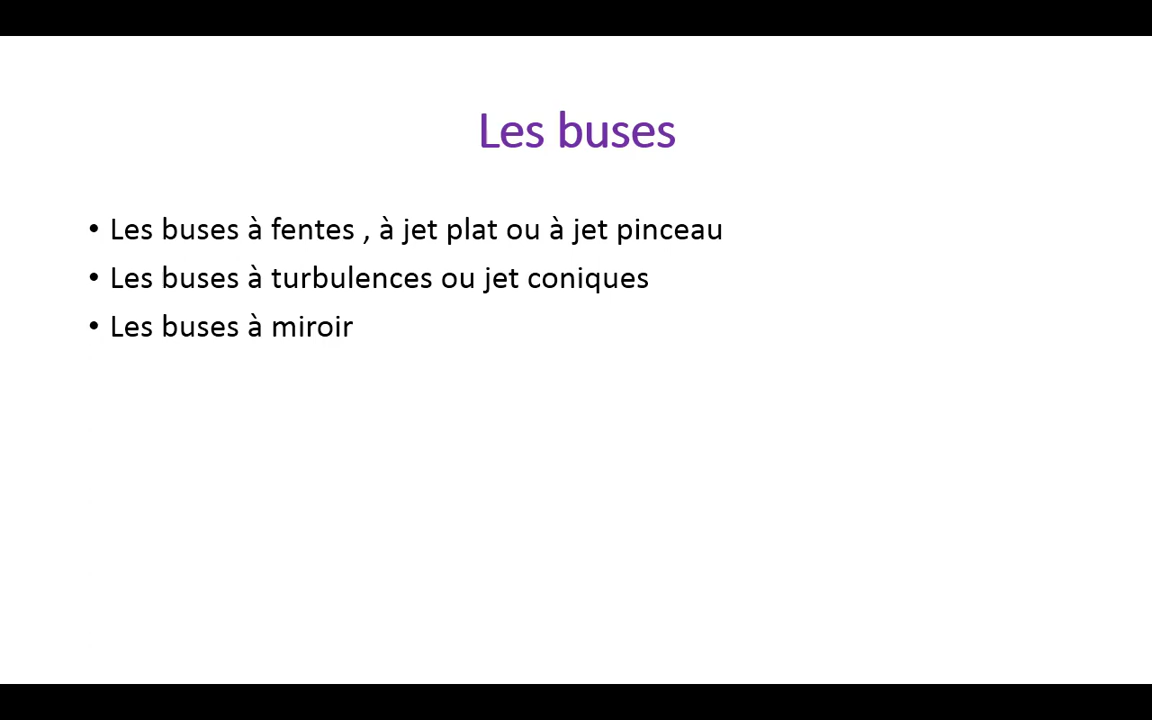 Les buses
• Les buses à fentes , à jet plat ou à jet pinceau
• Les buses à turbulences ou jet coniques
• Les buses à miroir